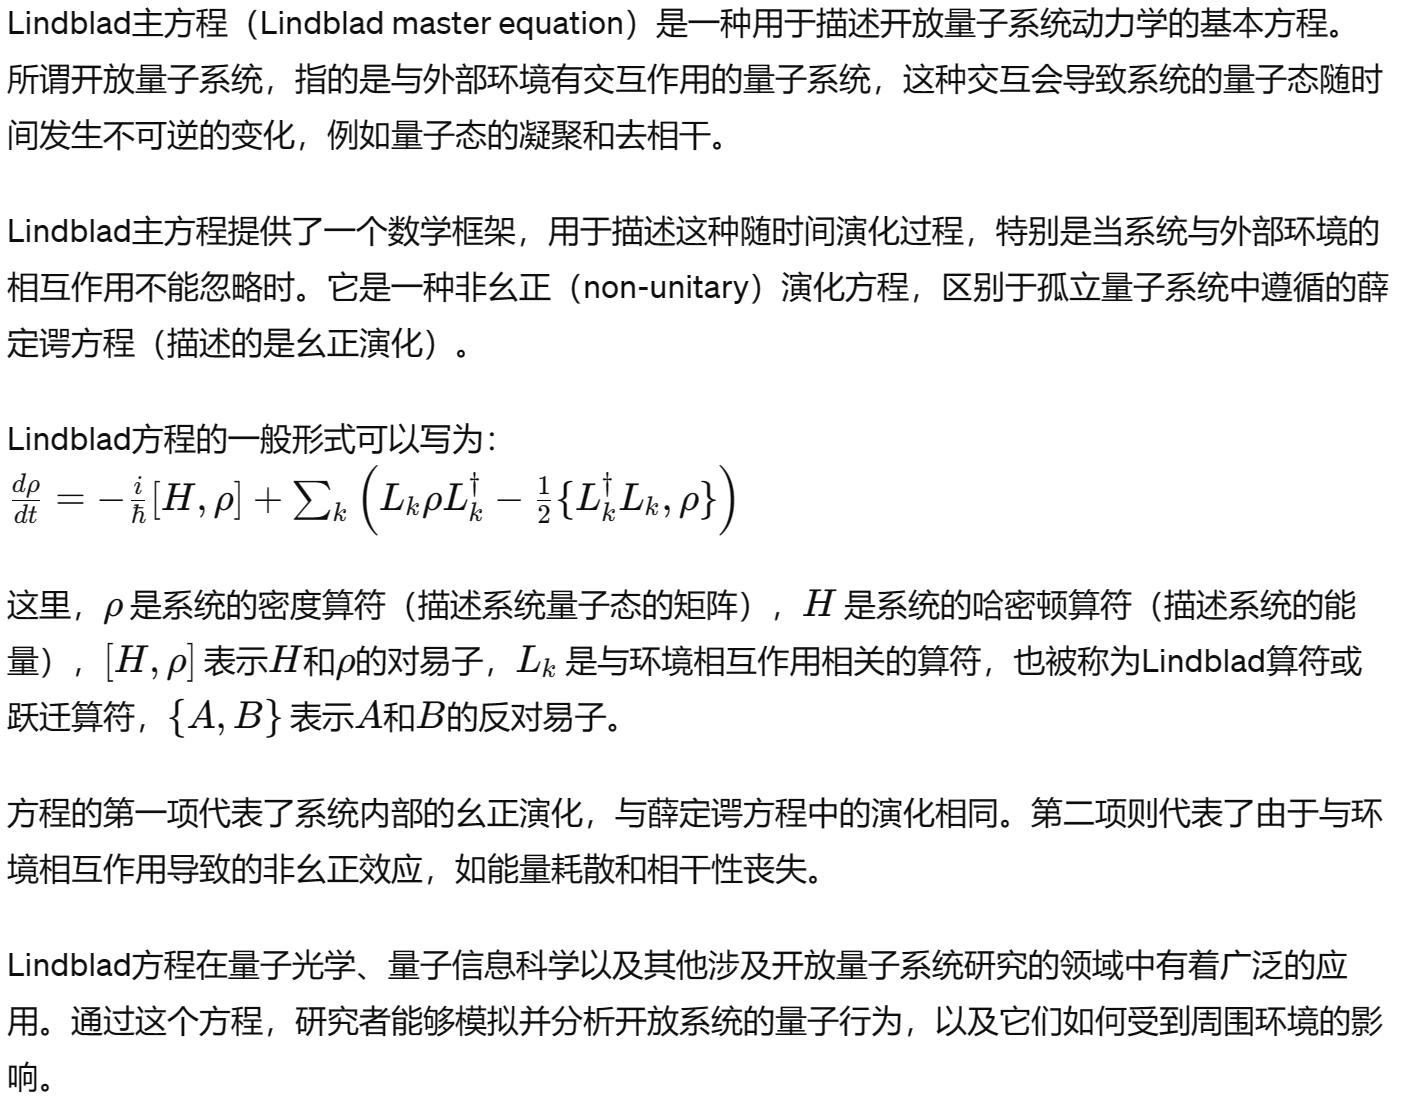 Lindblad主方程（Lindblad master equation）是一种用于描述开放量子系统动力学的基本方程。
所谓开放量子系统，指的是与外部环境有交互作用的量子系统，这种交互会导致系统的量子态随时
间发生不可逆的变化，例如量子态的凝聚和去相干。
Lindblad主方程提供了一个数学框架，用于描述这种随时间演化过程，特别是当系统与外部环境的
相互作用不能忽略时。它是一种非幺正（non-unitary）演化方程，区别于孤立量子系统中遵循的薛
定谔方程（描述的是幺正演化）。
Lindblad方程的一般形式可以写为：
$\frac{d\rho}{dt} = -\frac{i}{\hbar}[H, \rho] + \sum_k \left( L_k \rho L_k^\dagger - \frac{1}{2}\{L_k^\dagger L_k, \rho\} \right)$
这里，ρ 是系统的密度算符（描述系统量子态的矩阵），H 是系统的哈密顿算符（描述系统的能
量），[H, ρ] 表示H和ρ的对易子，$L_k$ 是与环境相互作用相关的算符，也被称为Lindblad算符或
跃迁算符，{A, B} 表示A和B的反对易子。
方程的第一项代表了系统内部的幺正演化，与薛定谔方程中的演化相同。第二项则代表了由于与环
境相互作用导致的非幺正效应，如能量耗散和相干性丧失。
Lindblad方程在量子光学、量子信息科学以及其他涉及开放量子系统研究的领域中有着广泛的应
用。通过这个方程，研究者能够模拟并分析开放系统的量子行为，以及它们如何受到周围环境的影
响。